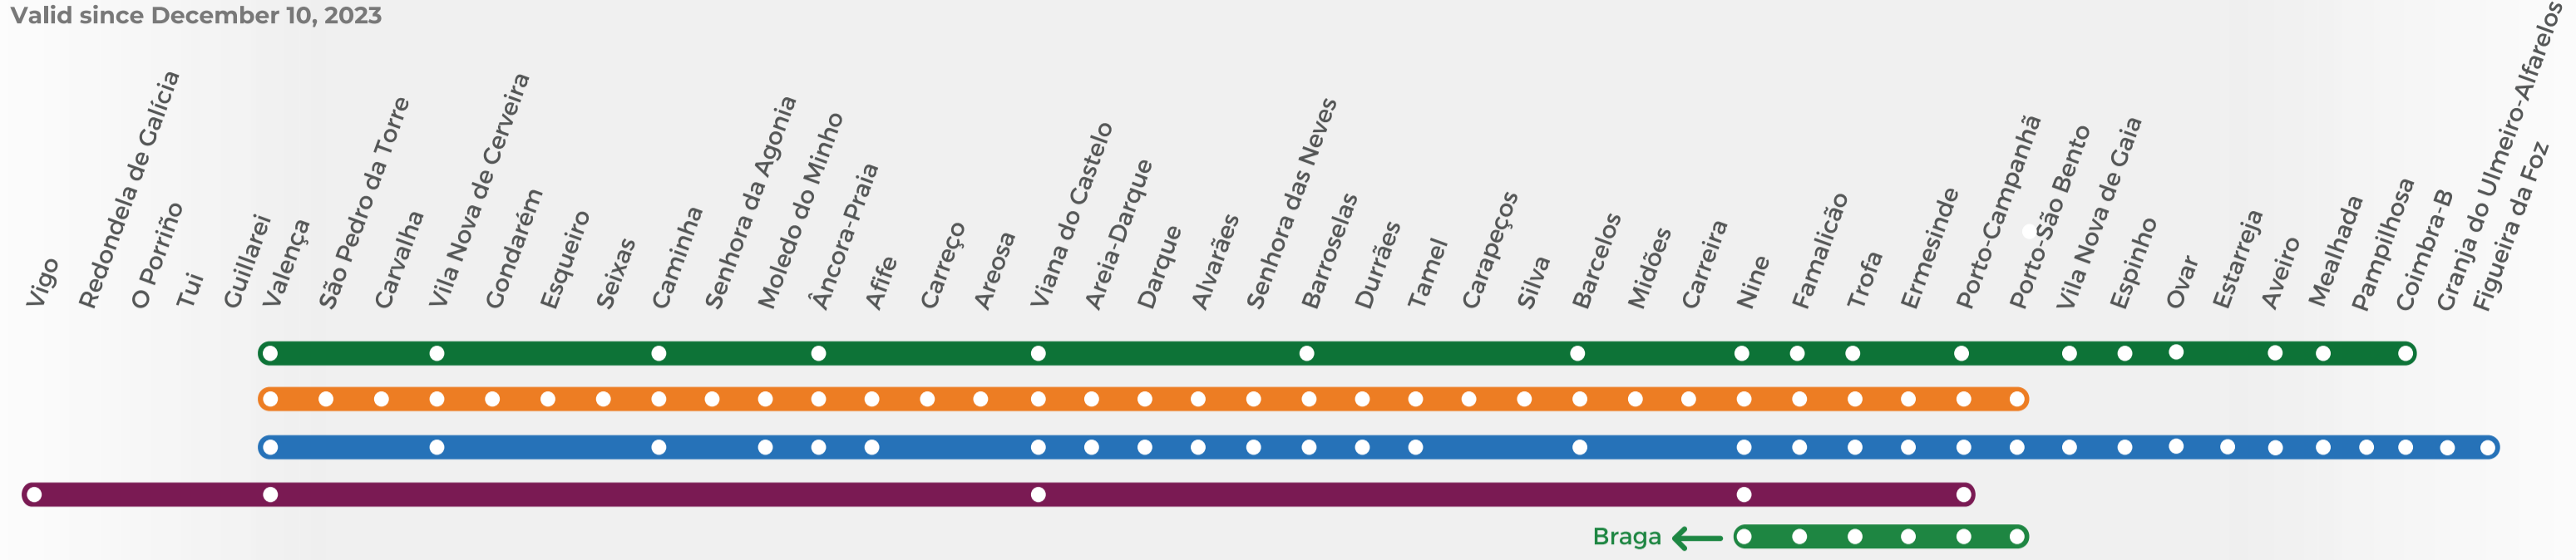 Valid since December 10, 2023
Vigo
Redondela de Galícia
O Porriño
Tui
Guillarei
Valença
São Pedro da Torre
Carvalha
Vila Nova de Cerveira
Gondarém
Esqueiro
Seixas
Caminha
Senhora da Agonia
Moledo do Minho
Âncora-Praia
Afife
Carreço
Areosa
Viana do Castelo
Areia-Darque
Darque
Alvarães
Senhora das Neves
Barroselas
Durrães
Tamel
Carapeços
Silva
Barcelos
Midões
Carreira
Nine
Famalicão
Trofa
Ermesinde
Porto-Campanhã
Porto-São Bento
Vila Nova de Gaia
Espinho
Ovar
Estarreja
Aveiro
Mealhada
Pampilhosa
Coimbra-B
Granja do Ulmeiro-Alfarelos
Figueira da Foz
Braga